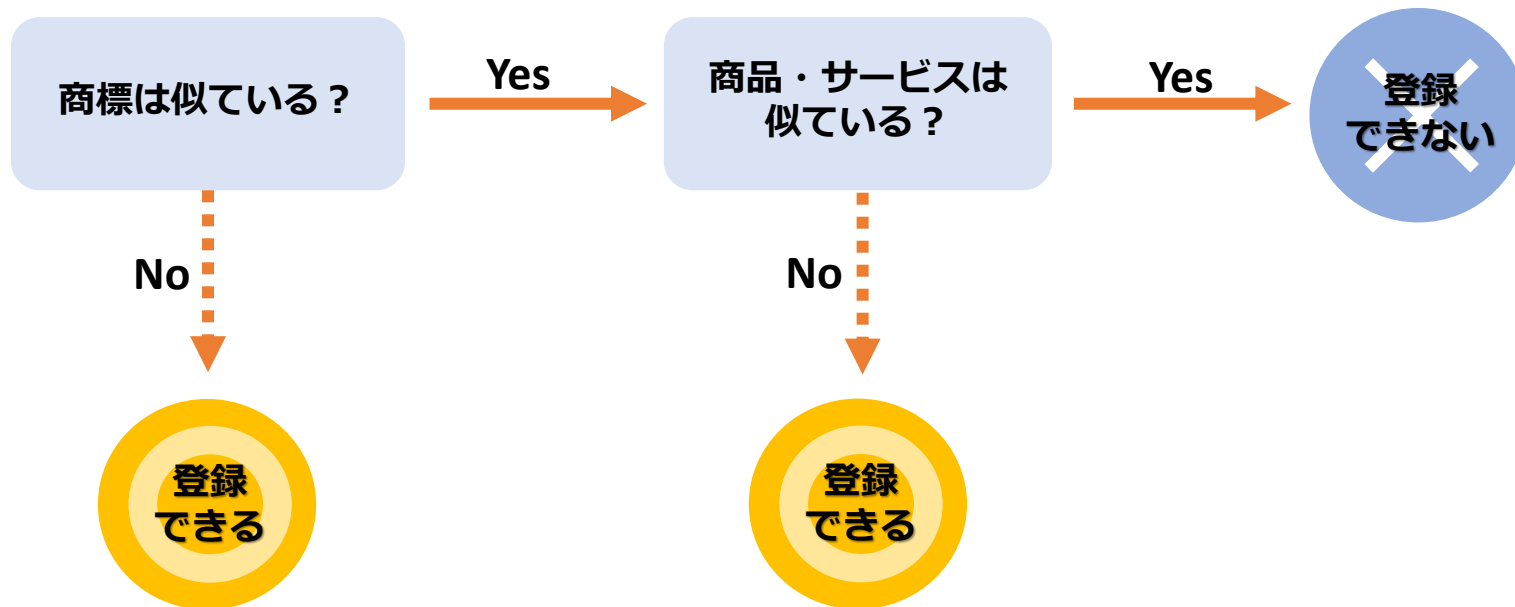 商標は似ている？
Yes
商品・サービスは
似ている？
Yes
登録
できない
No
No
登録
できる
登録
できる